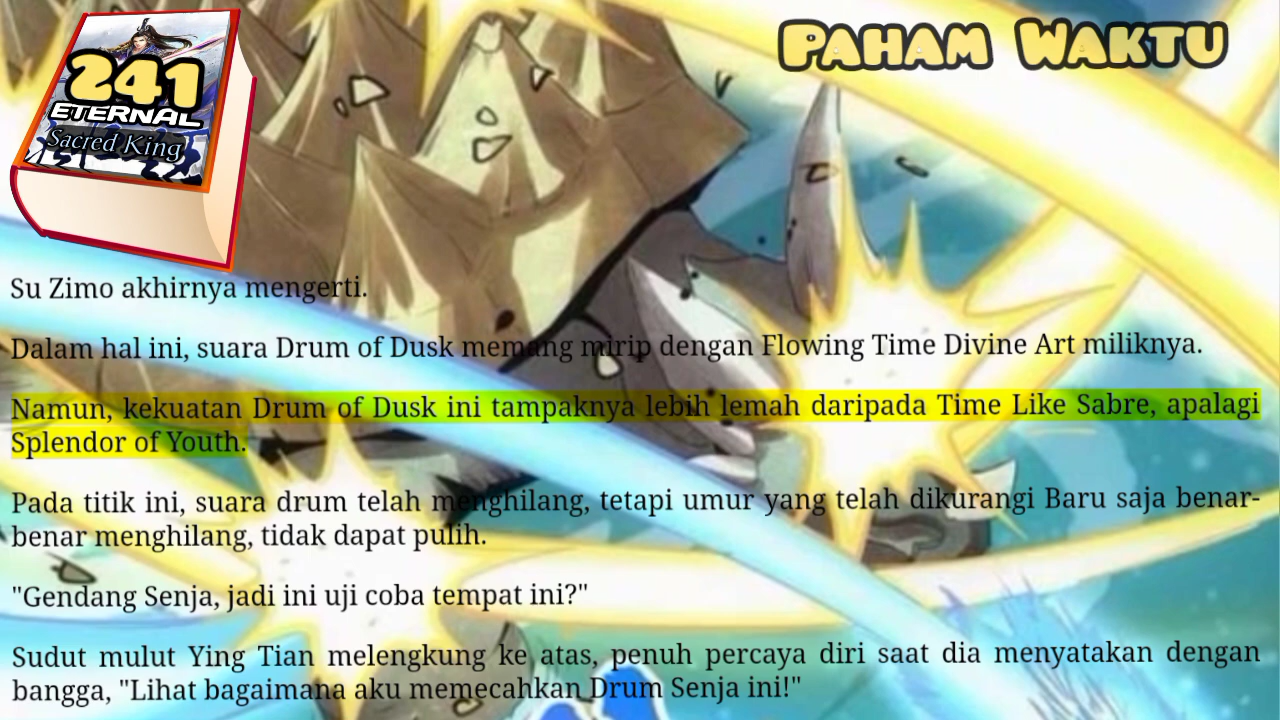 PAHAM WAKTU
241
ETERNAL
Sacred King
Su Zimo akhirnya mengerti.
Dalam hal ini, suara Drum of Dusk memang mirip dengan Flowing Time Divine Art miliknya.
Namun, kekuatan Drum of Dusk ini tampaknya lebih lemah daripada Time Like Sabre, apalagi
Splendor of Youth.
Pada titik ini, suara drum telah menghilang, tetapi umur yang telah dikurangi Baru saja benar-
benar menghilang, tidak dapat pulih.
"Gendang Senja, jadi ini uji coba tempat ini?"
Sudut mulut Ying Tian melengkung ke atas, penuh percaya diri saat dia menyatakan dengan
bangga, "Lihat bagaimana aku memecahkan Drum Senja ini!"